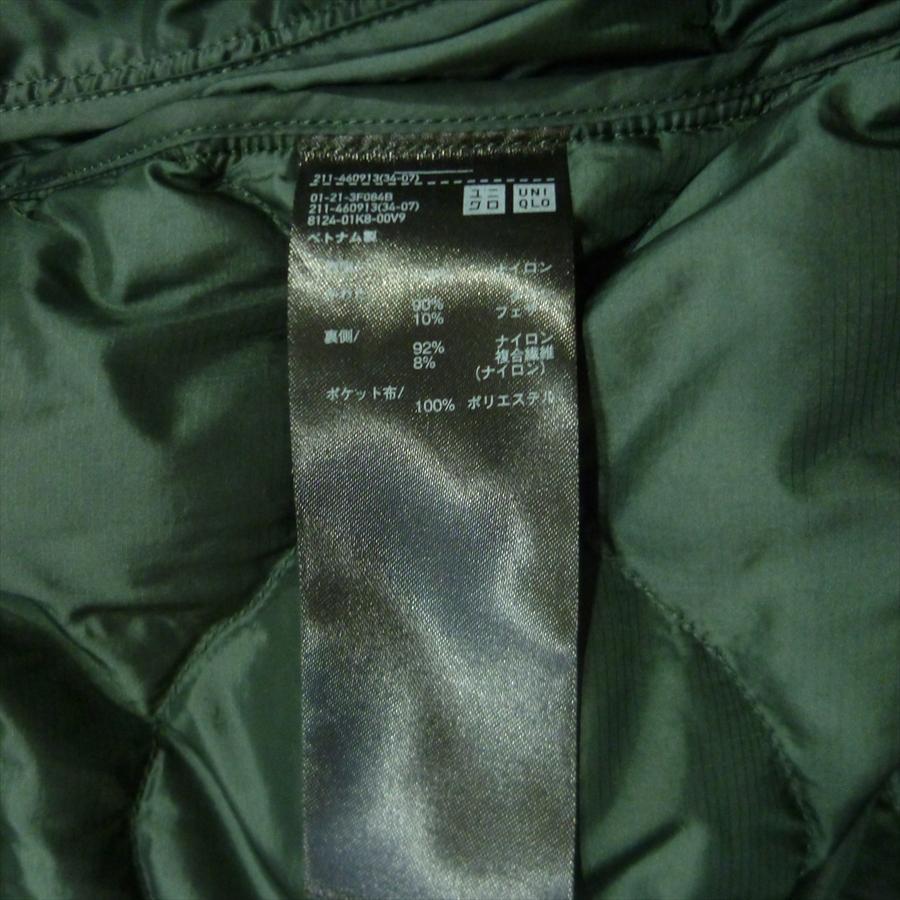 211-460913(34-07)
01-21-3F084B
211-460913(34-07)
8124-01K8-00V9
ユニ
クロ
UNI
QLO
ベトナム製
ナイロン
90%
10%
裏側/
ナイロン
92%
複合繊維
8%
(ナイロン)
ポケット布/
100% ポリエステル